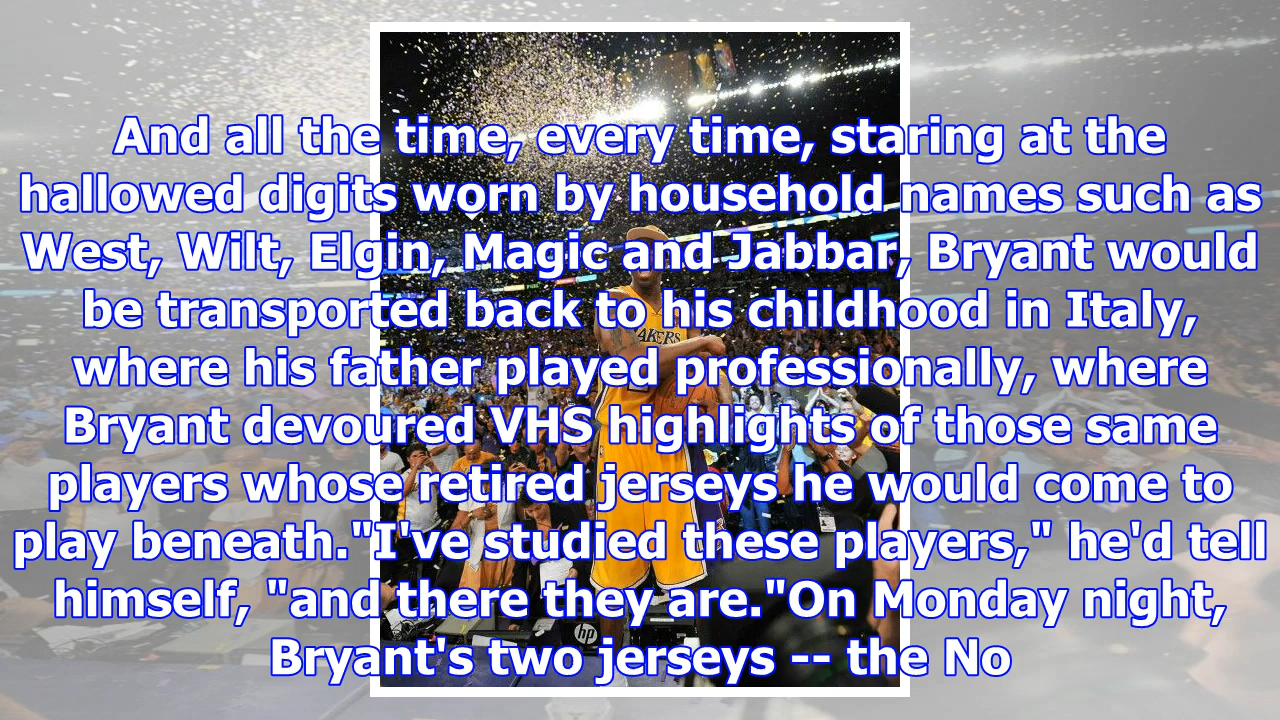 And all the time, every time, staring at the
hallowed digits worn by household names such as
West, Wilt, Elgin, Magic and Jabbar, Bryant would
be transported back to his childhood in Italy,
where his father played professionally, where
Bryant devoured VHS highlights of those same
players whose retired jerseys he would come to
play beneath."I've studied these players," he'd tell
himself, "and there they are."On Monday night,
Bryant's two jerseys -- the No
AKERS
hp